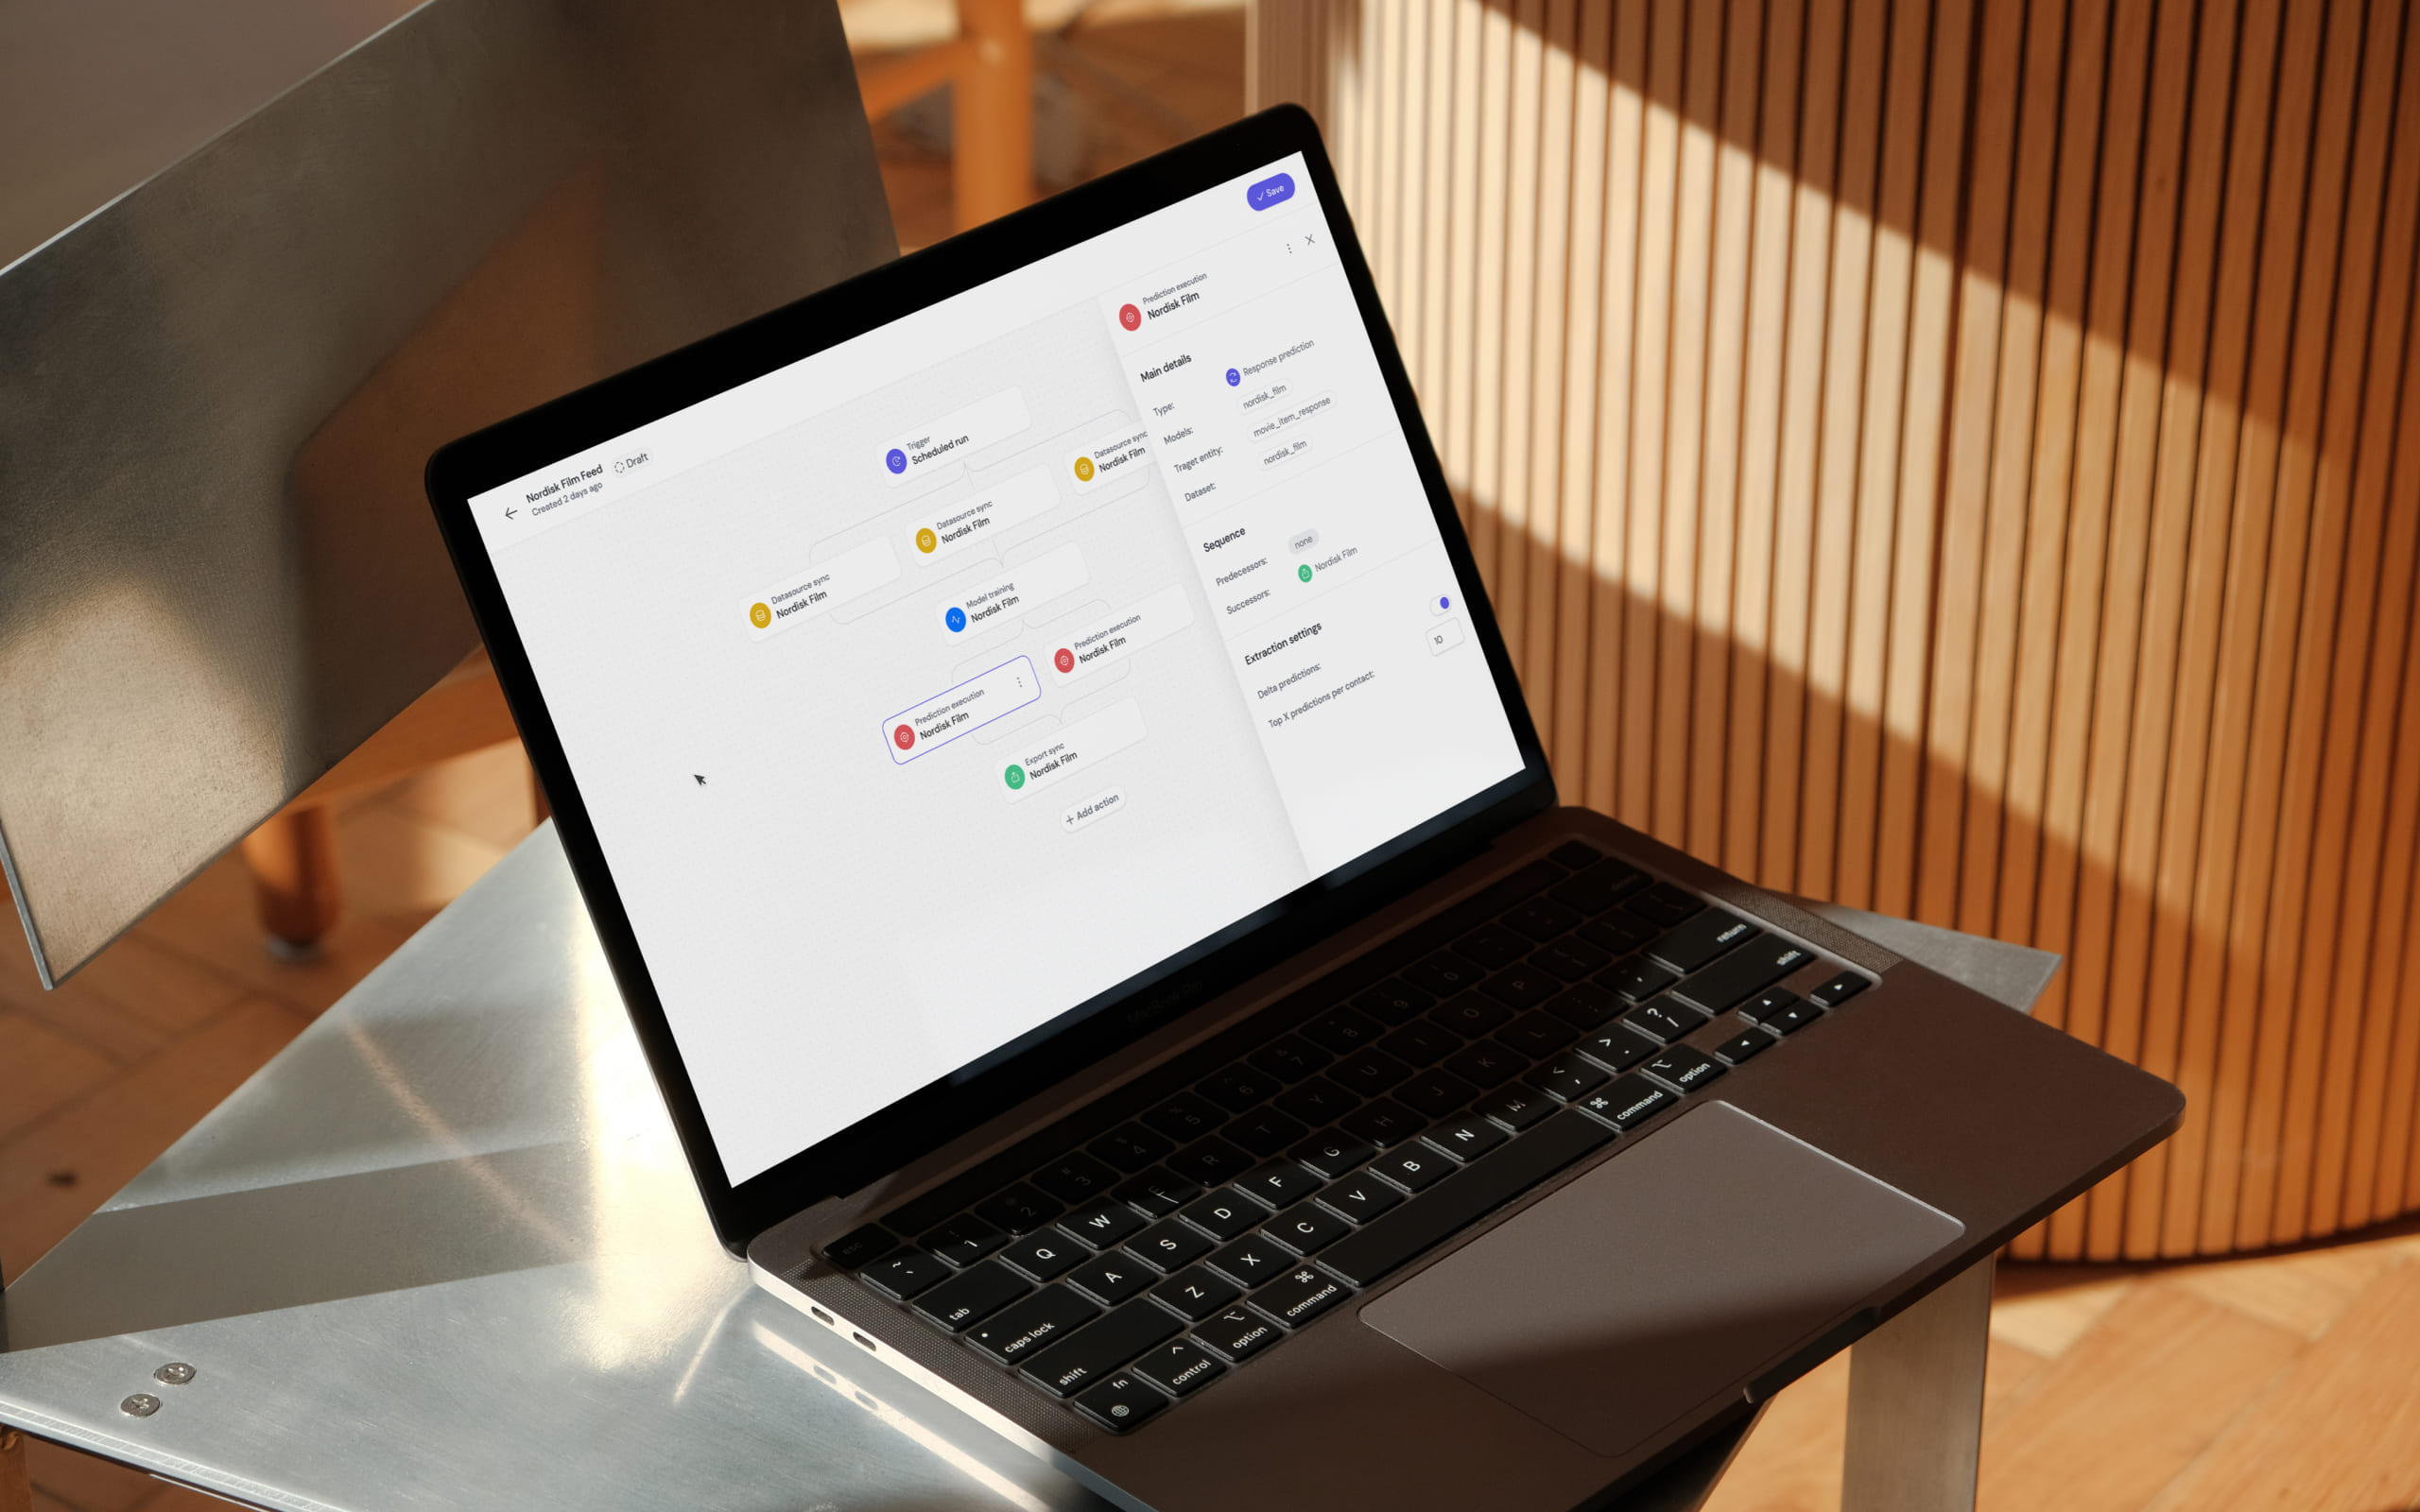 Save
Nordisk Film Feed
Draft
Created 2 days ago
Trigger
Scheduled run
Datasource sync
Nordisk Film
Datasource sync
Nordisk Film
Datasource sync
Nordisk Film
Model training
Nordisk Film
Prediction execution
Nordisk Film
Prediction execution
Nordisk Film
Export sync
Nordisk Film
+ Add action
Prediction execution
Nordisk Film
Main details
Type:
Response prediction
Models:
nordisk_film
Traget entity:
movie_item_response
Dataset:
nordisk_film
Sequence
Predecessors:
none
Successors:
Nordisk Film
Extraction settings
Delta predictions:
Top X predictions per contact:
10
MacBook Pro
esc
~ ` ! 1 @ 2 # 3 $ 4 % 5 ^ 6 & 7 * 8 ( 9 0
tab Q W E R T Y U I O P
caps lock A S D F G H J K L return
shift Z X C V B N M < , > . ? / shift
fn control option command command option